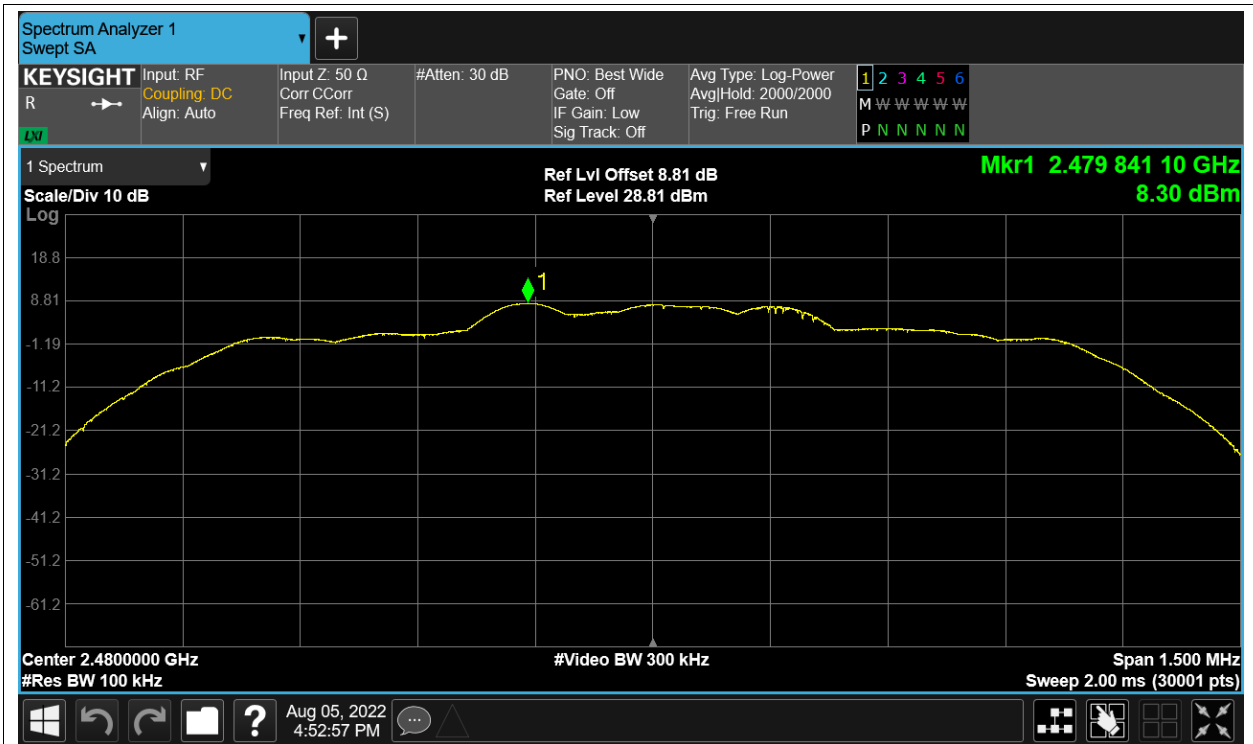 Spectrum Analyzer 1
Swept SA
KEYSIGHT
R
LXI
Input: RF
Coupling: DC
Align: Auto
Input Z: 50 Ω
Corr CCorr
Freq Ref: Int (S)
#Atten: 30 dB
PNO: Best Wide
Gate: Off
IF Gain: Low
Sig Track: Off
Avg Type: Log-Power
Avg|Hold: 2000/2000
Trig: Free Run
1 2 3 4 5 6
M W W W W W
P N N N N N
1 Spectrum
Scale/Div 10 dB
Log
Ref Lvl Offset 8.81 dB
Ref Level 28.81 dBm
Mkr1 2.479 841 10 GHz
8.30 dBm
18.8
8.81
-1.19
-11.2
-21.2
-31.2
-41.2
-51.2
-61.2
1
Center 2.4800000 GHz
#Res BW 100 kHz
#Video BW 300 kHz
Span 1.500 MHz
Sweep 2.00 ms (30001 pts)
?
Aug 05, 2022
4:52:57 PM